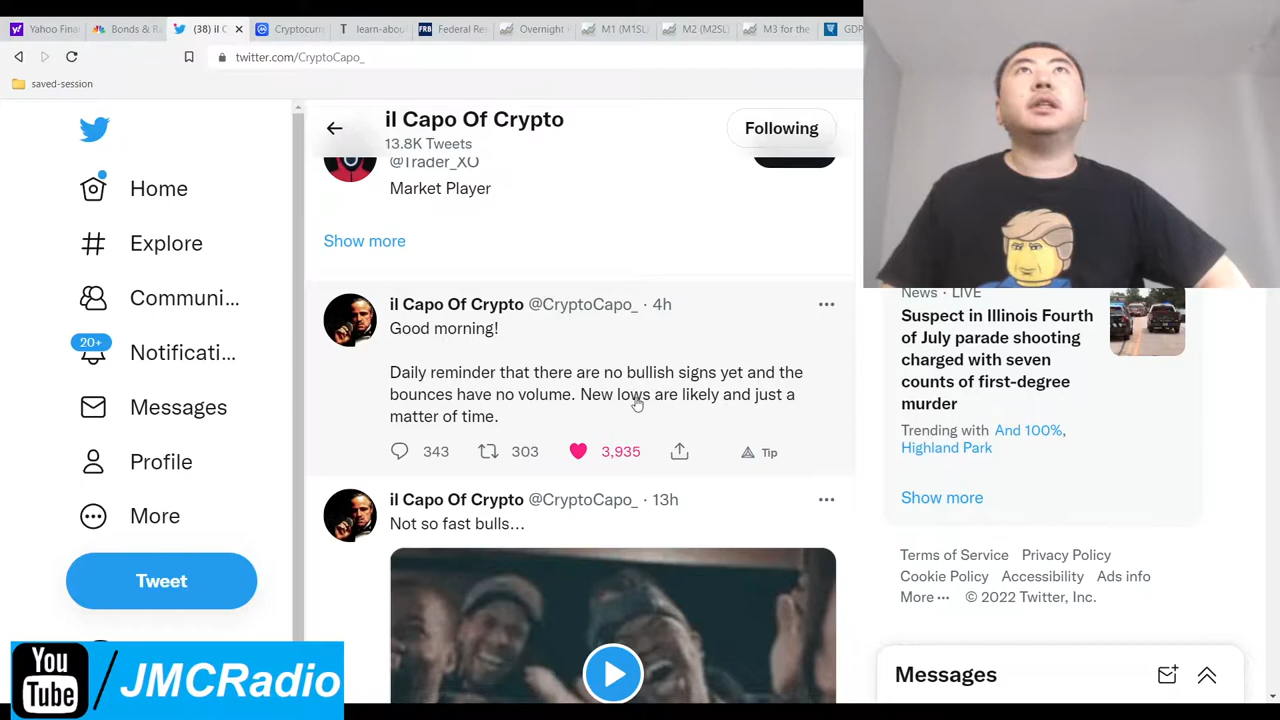 Yahoo Fina
Bonds & R
(38) il C
Cryptocurr
learn-abou
Federal Re
Overnight
M1 (M1SL)
M2 (M2SL)
M3 for the
GDP
twitter.com/CryptoCapo_
saved-session
il Capo Of Crypto
13.8K Tweets
Following
@Trader_XO
Market Player
Show more
Home
Explore
Communi...
20+
Notificati...
Messages
Profile
More
Tweet
il Capo Of Crypto @CryptoCapo_ · 4h
Good morning!
Daily reminder that there are no bullish signs yet and the
bounces have no volume. New lows are likely and just a
matter of time.
343 303 3,935 Tip
il Capo Of Crypto @CryptoCapo_ · 13h
Not so fast bulls...
News · LIVE
Suspect in Illinois Fourth
of July parade shooting
charged with seven
counts of first-degree
murder
Trending with And 100%,
Highland Park
Show more
Terms of Service Privacy Policy
Cookie Policy Accessibility Ads info
More ··· © 2022 Twitter, Inc.
Messages
You
Tube
/JMCRadio